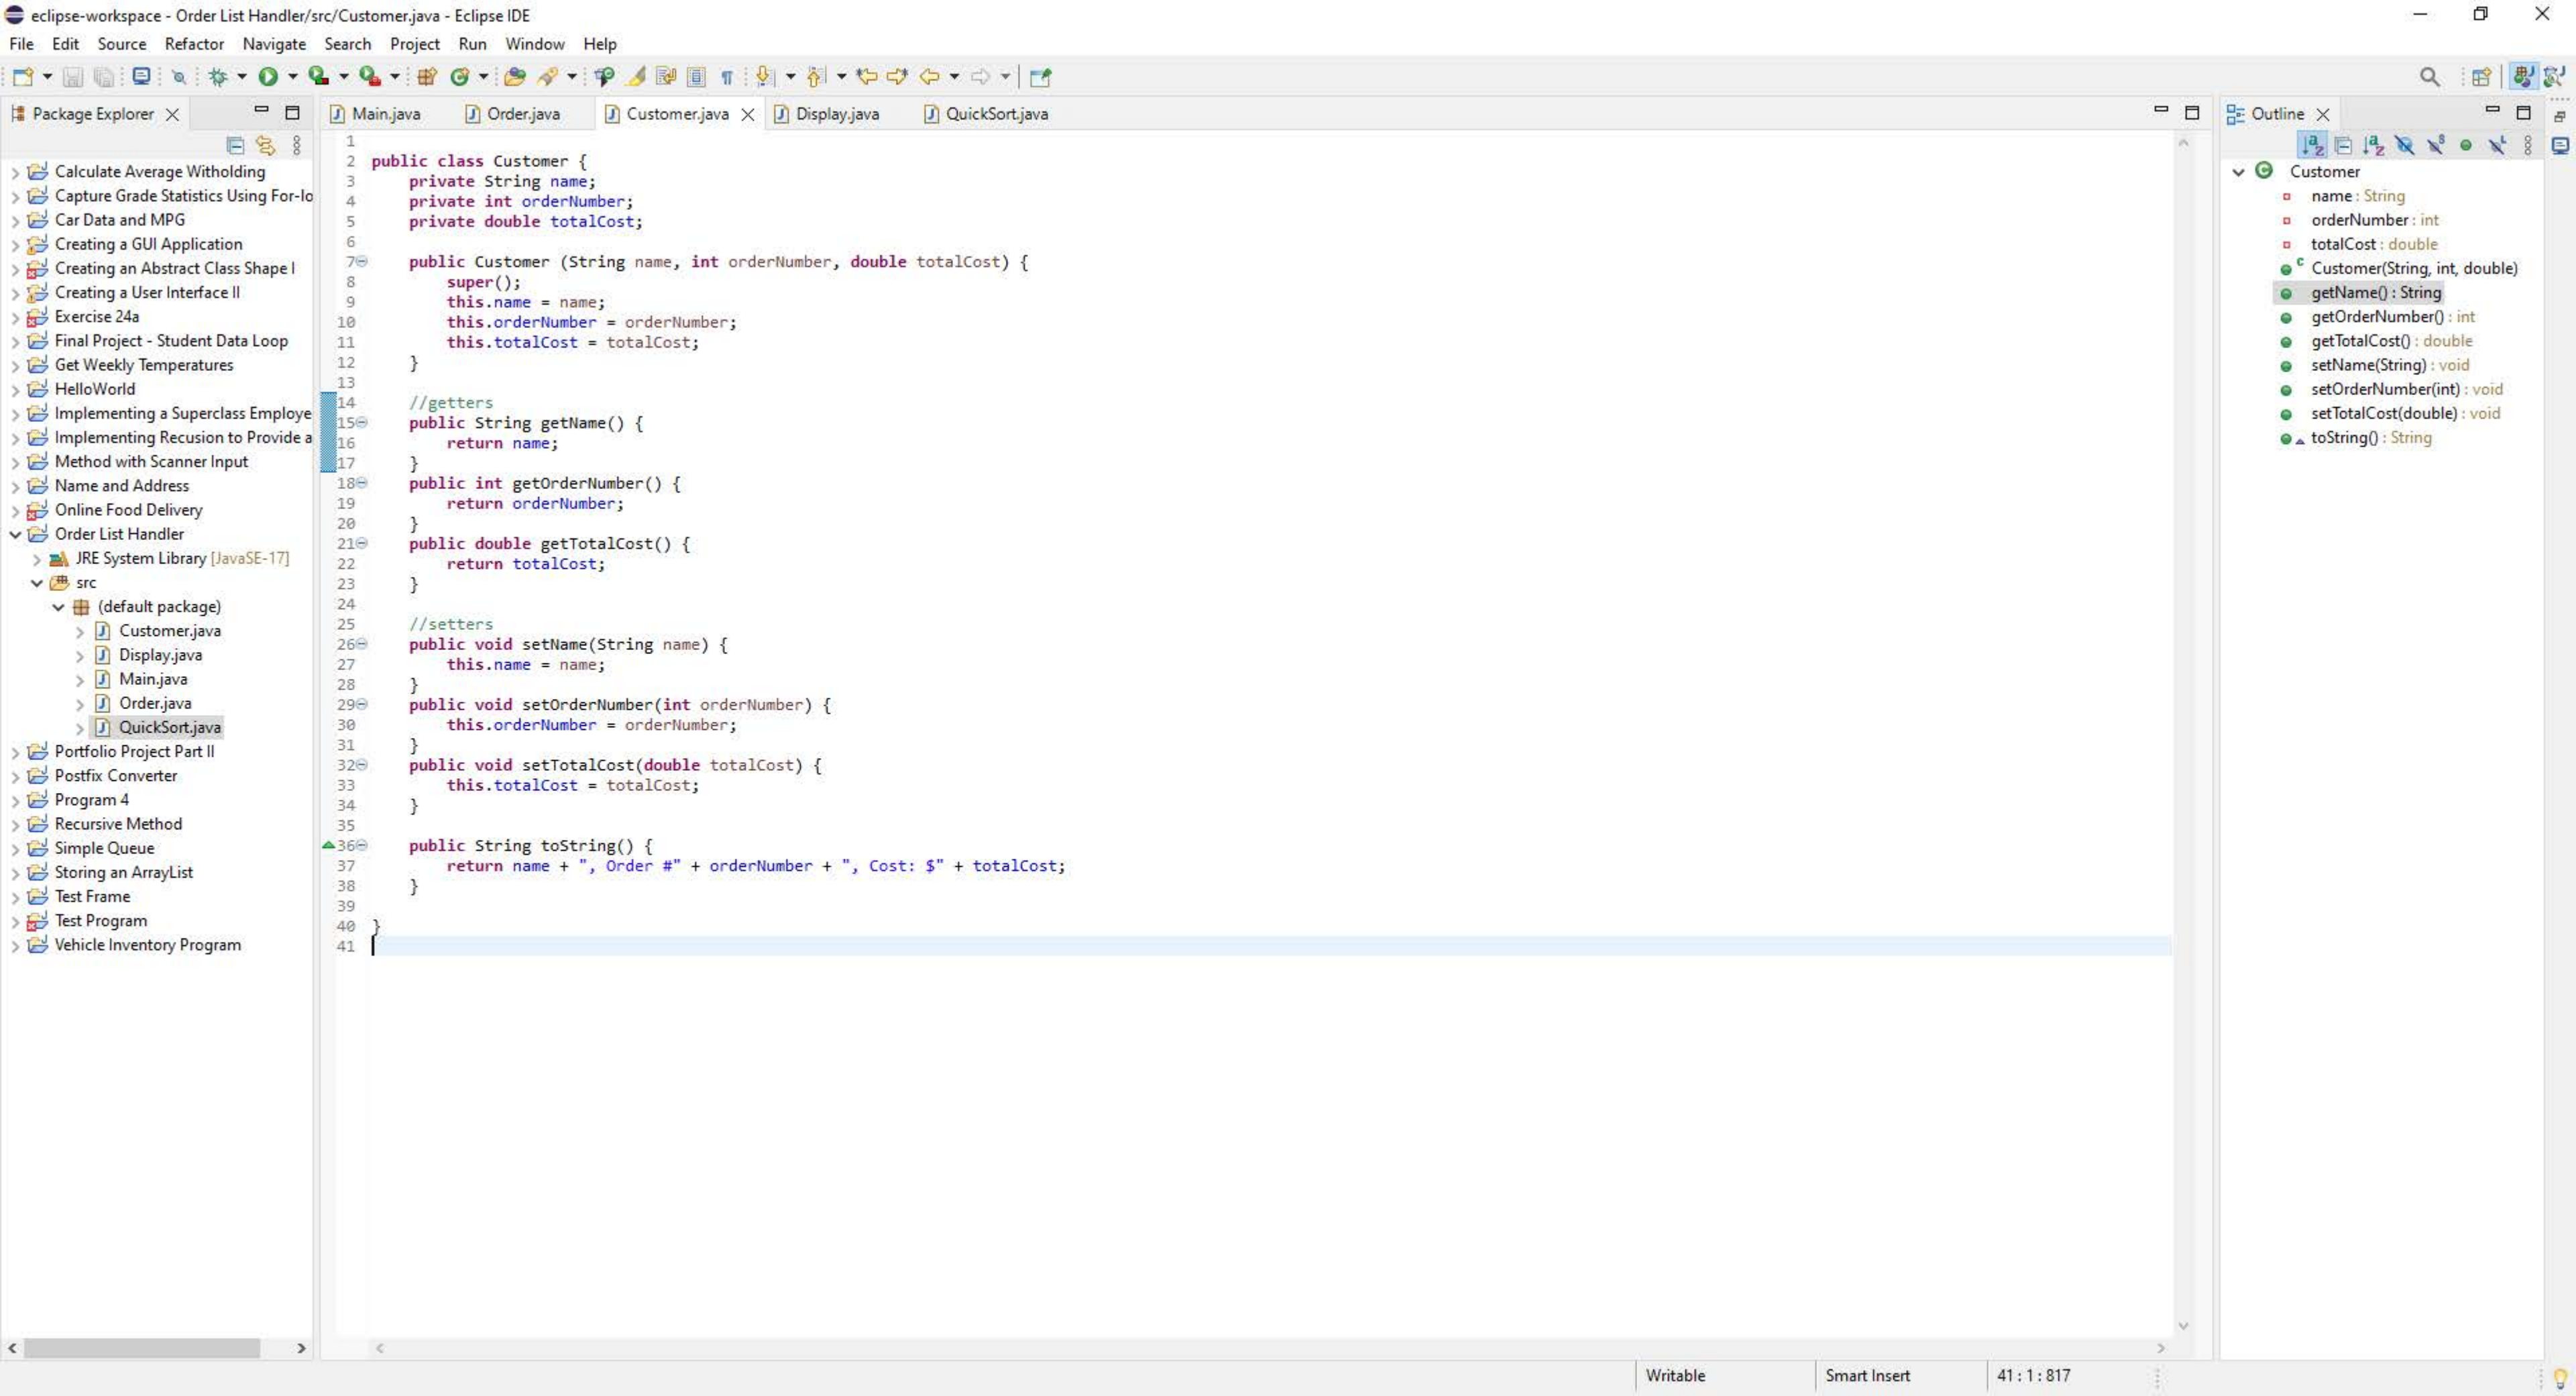 eclipse-workspace - Order List Handler/src/Customer.java - Eclipse IDE
File Edit Source Refactor Navigate Search Project Run Window Help
Package Explorer
Calculate Average Witholding
Capture Grade Statistics Using For-lo
Car Data and MPG
Creating a GUI Application
Creating an Abstract Class Shape I
Creating a User Interface II
Exercise 24a
Final Project - Student Data Loop
Get Weekly Temperatures
HelloWorld
Implementing a Superclass Employe
Implementing Recusion to Provide a
Method with Scanner Input
Name and Address
Online Food Delivery
Order List Handler
JRE System Library [JavaSE-17]
src
(default package)
Customer.java
Display.java
Main.java
Order.java
QuickSort.java
Portfolio Project Part II
Postfix Converter
Program 4
Recursive Method
Simple Queue
Storing an ArrayList
Test Frame
Test Program
Vehicle Inventory Program
Main.java Order.java Customer.java Display.java QuickSort.java
1
2 public class Customer {
3 private String name;
4 private int orderNumber;
5 private double totalCost;
6
7 public Customer (String name, int orderNumber, double totalCost) {
8 super();
9 this.name = name;
10 this.orderNumber = orderNumber;
11 this.totalCost = totalCost;
12 }
13
14 //getters
15 public String getName() {
16 return name;
17 }
18 public int getOrderNumber() {
19 return orderNumber;
20 }
21 public double getTotalCost() {
22 return totalCost;
23 }
24
25 //setters
26 public void setName(String name) {
27 this.name = name;
28 }
29 public void setOrderNumber(int orderNumber) {
30 this.orderNumber = orderNumber;
31 }
32 public void setTotalCost(double totalCost) {
33 this.totalCost = totalCost;
34 }
35
36 public String toString() {
37 return name + ", Order #" + orderNumber + ", Cost: $" + totalCost;
38 }
39
40 }
41
Outline
Customer
name : String
orderNumber : int
totalCost : double
Customer(String, int, double)
getName() : String
getOrderNumber() : int
getTotalCost() : double
setName(String) : void
setOrderNumber(int) : void
setTotalCost(double) : void
toString() : String
Writable Smart Insert 41 : 1 : 817